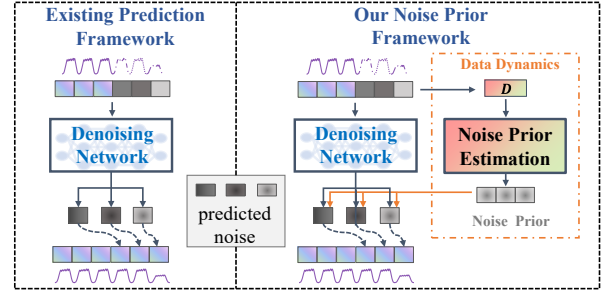 Existing Prediction
Framework
Our Noise Prior
Framework
Data Dynamics
D
Denoising
Network
Denoising
Network
Noise Prior
Estimation
predicted
noise
Noise Prior